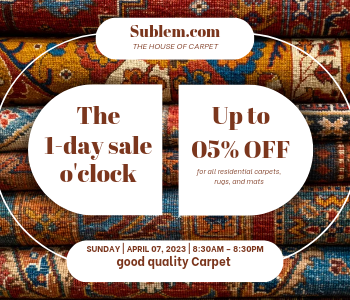 Sublem.com
THE HOUSE OF CARPET
The
1-day sale
o'clock
Up to
05% OFF
for all residential carpets,
rugs, and mats
SUNDAY | APRIL 07, 2023 | 8:30AM – 8:30PM
good quality Carpet